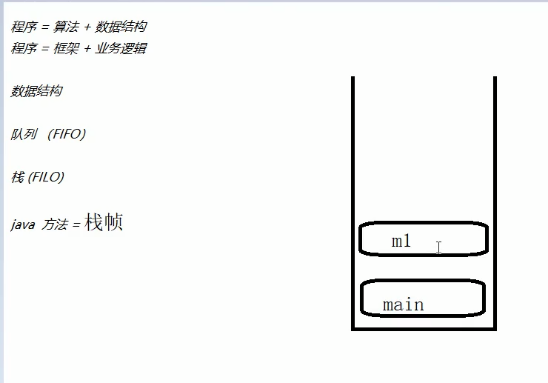 程序 = 算法 + 数据结构
程序 = 框架 + 业务逻辑
数据结构
队列 （FIFO）
栈 (FILO)
java 方法 = 栈帧
m1
main